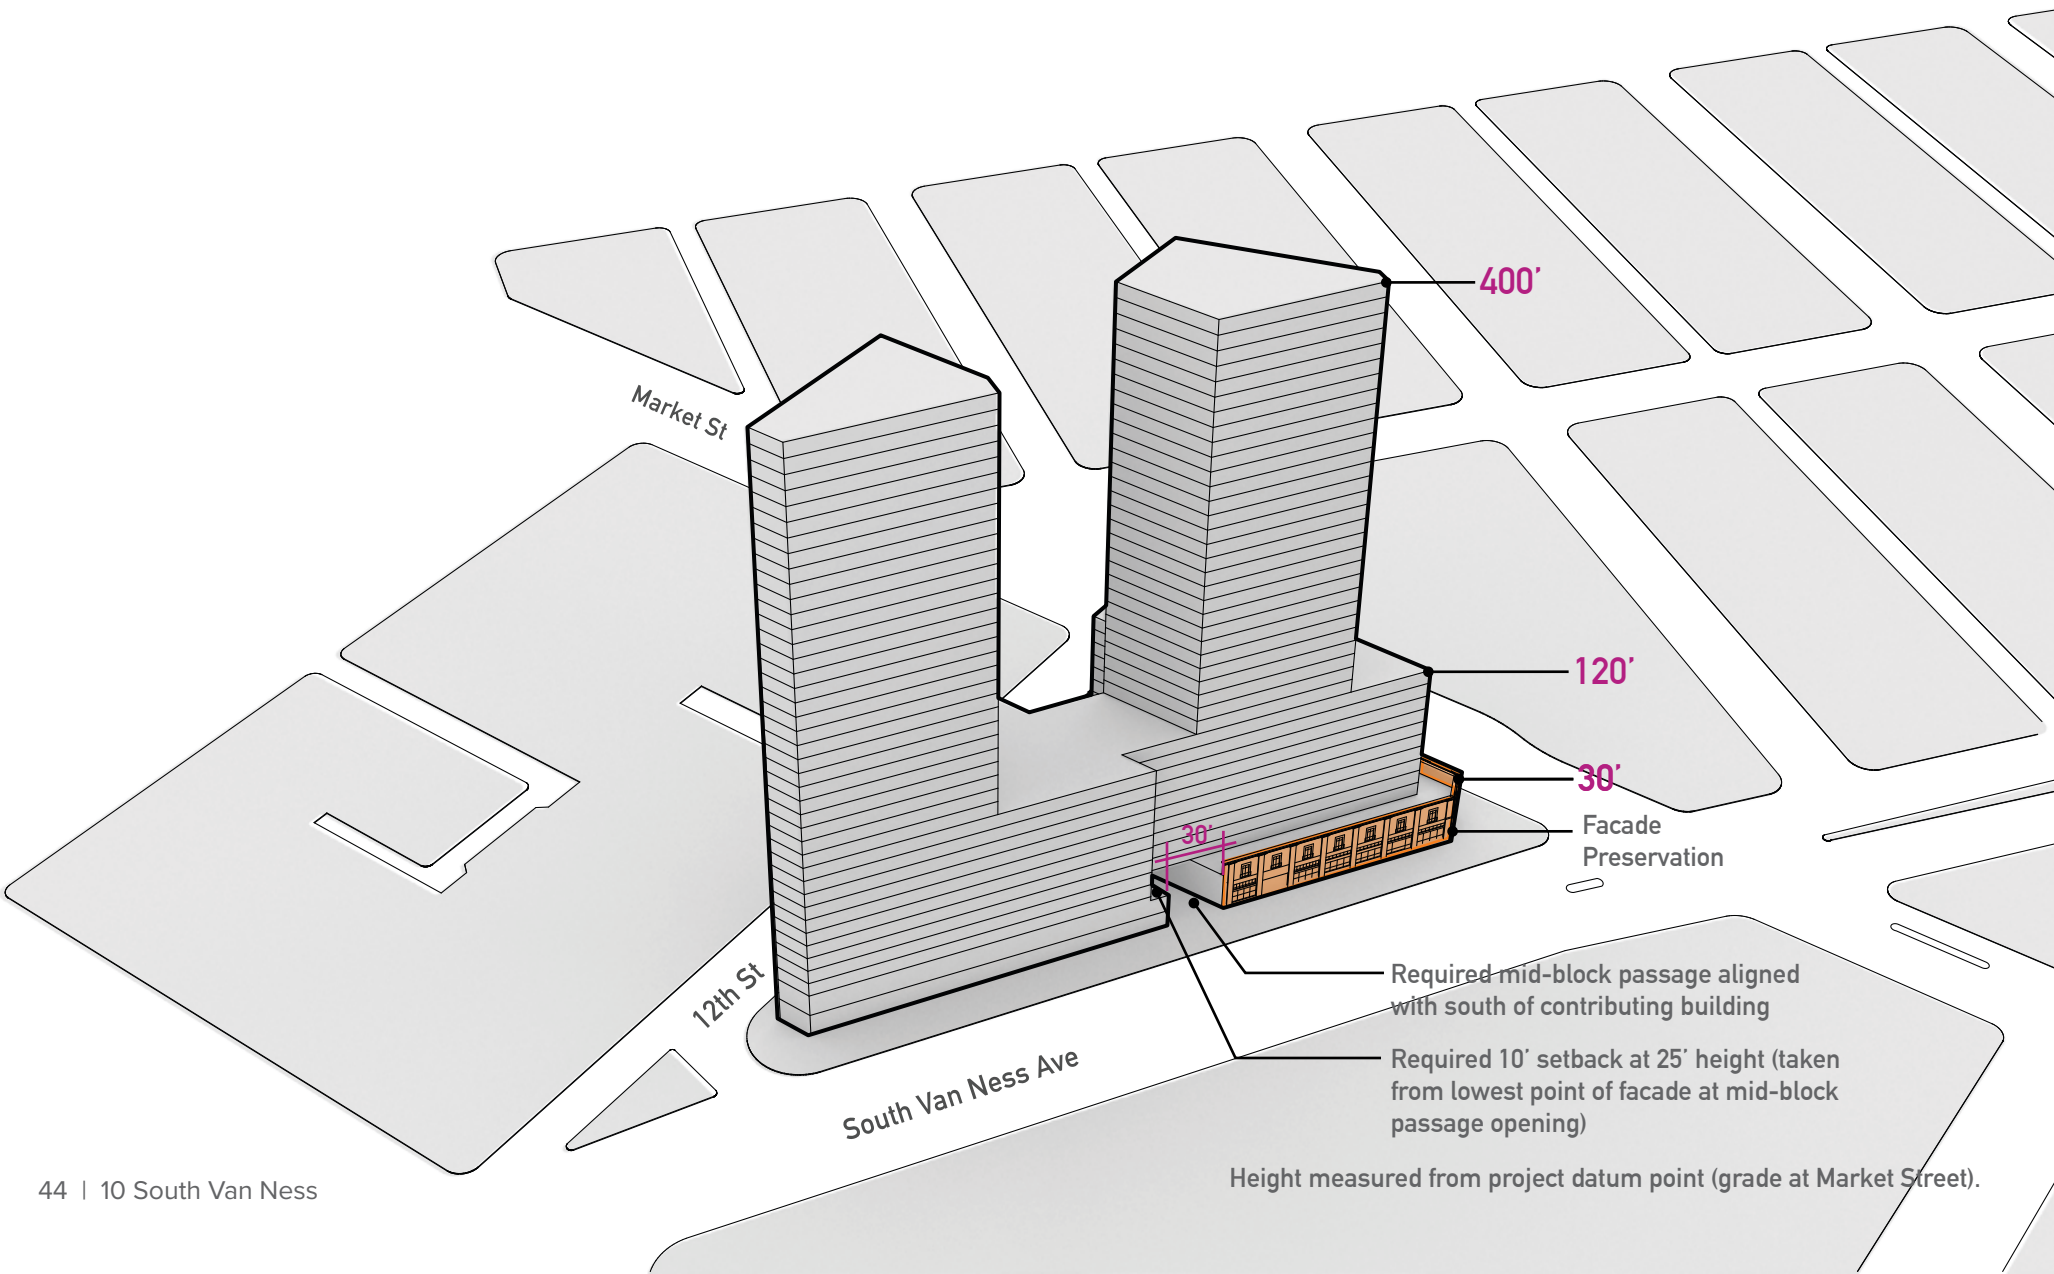 400’
Market St
120’
30’
Facade
Preservation
30’
Required mid-block passage aligned
with south of contributing building
12th St
Required 10’ setback at 25’ height (taken
from lowest point of facade at mid-block
passage opening)
South Van Ness Ave
Height measured from project datum point (grade at Market Street).
44 | 10 South Van Ness